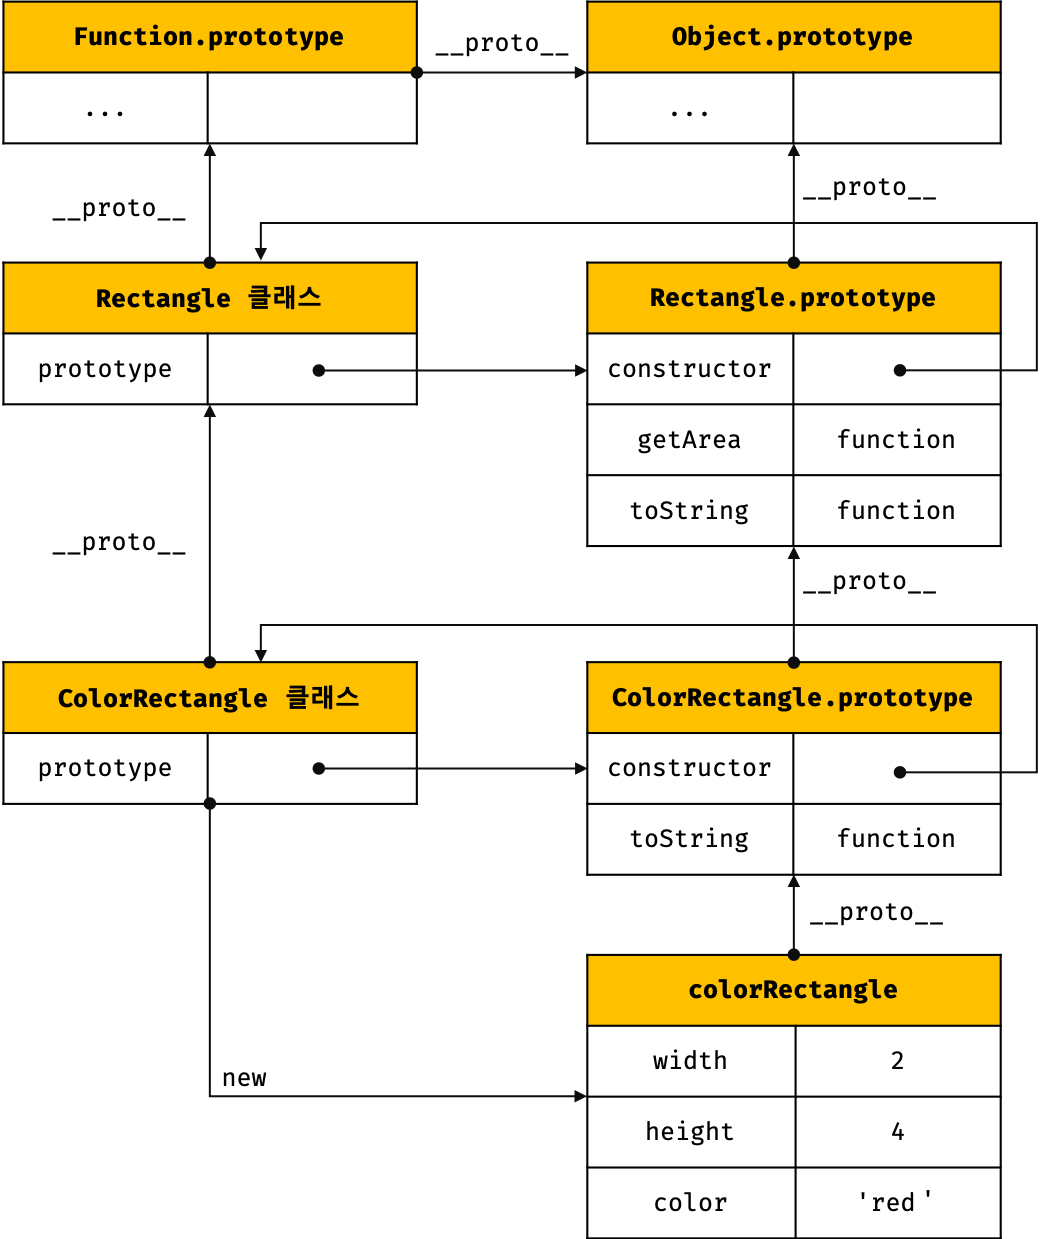 Function.prototype
__proto__
Object.prototype
...
...
__proto__
__proto__
Rectangle 클래스
Rectangle.prototype
prototype
constructor
getArea function
toString function
__proto__
__proto__
ColorRectangle 클래스
ColorRectangle.prototype
prototype
constructor
toString function
__proto__
colorRectangle
width 2
new
height 4
color 'red'